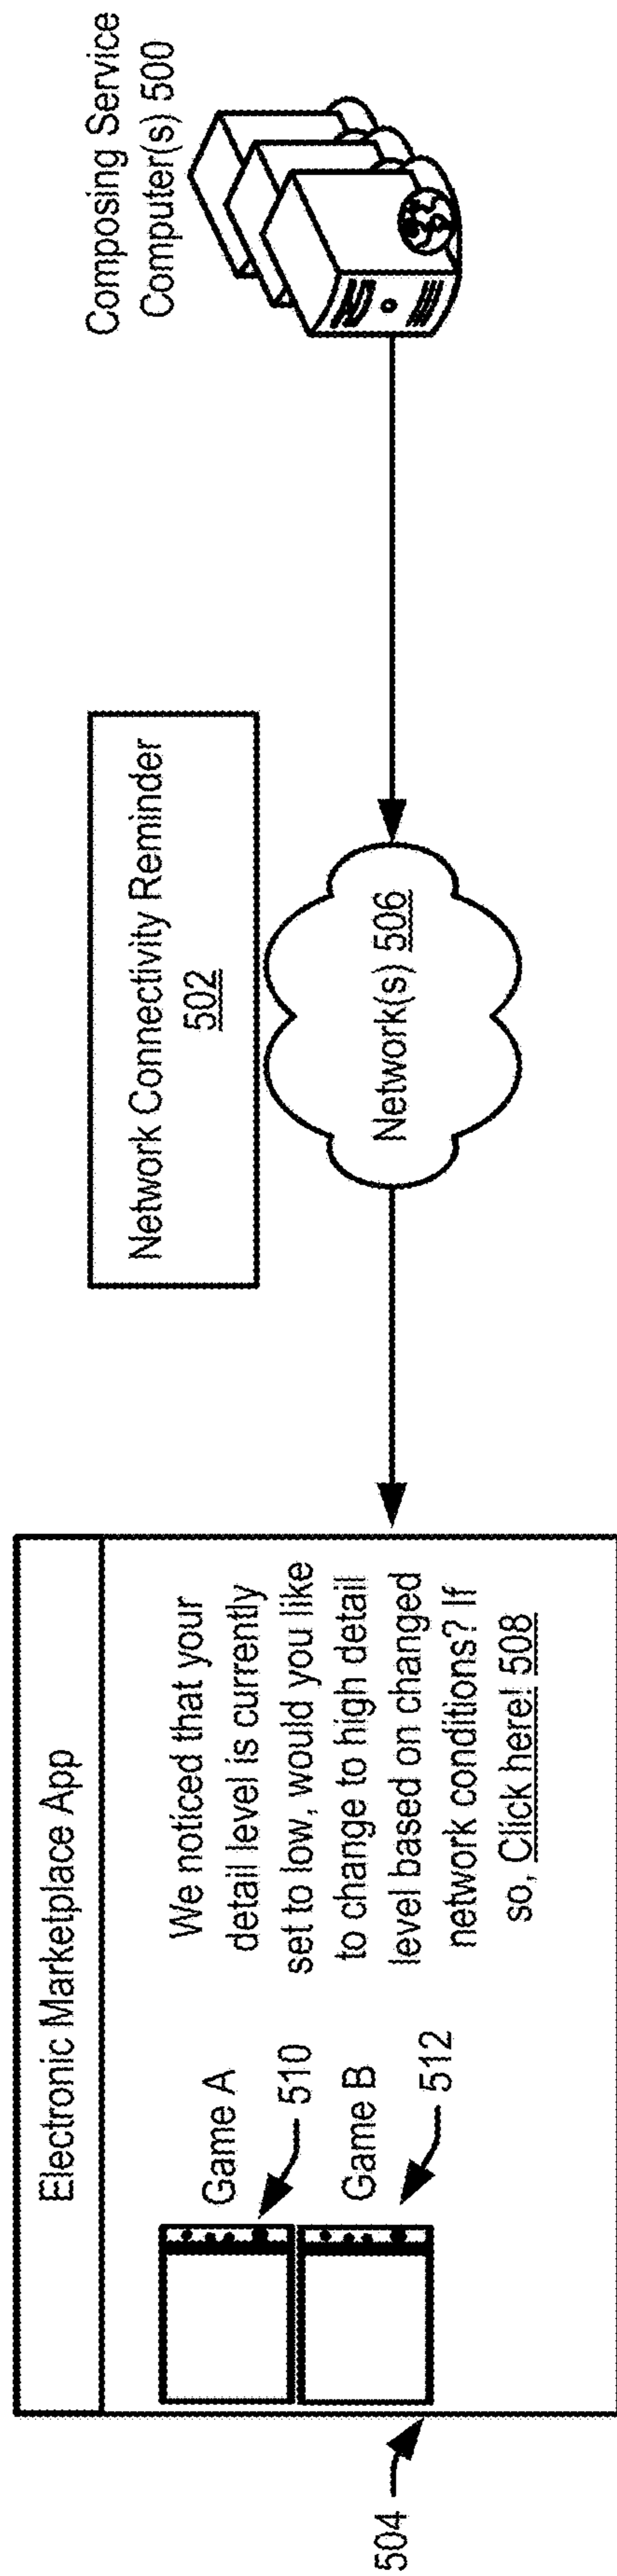 Electronic Marketplace App
Game A
510
Game B
512
504
We noticed that your
detail level is currently
set to low, would you like
to change to high detail
level based on changed
network conditions? If
so, Click here! 508
Network Connectivity Reminder
502
Network(s) 506
Composing Service
Computer(s) 500